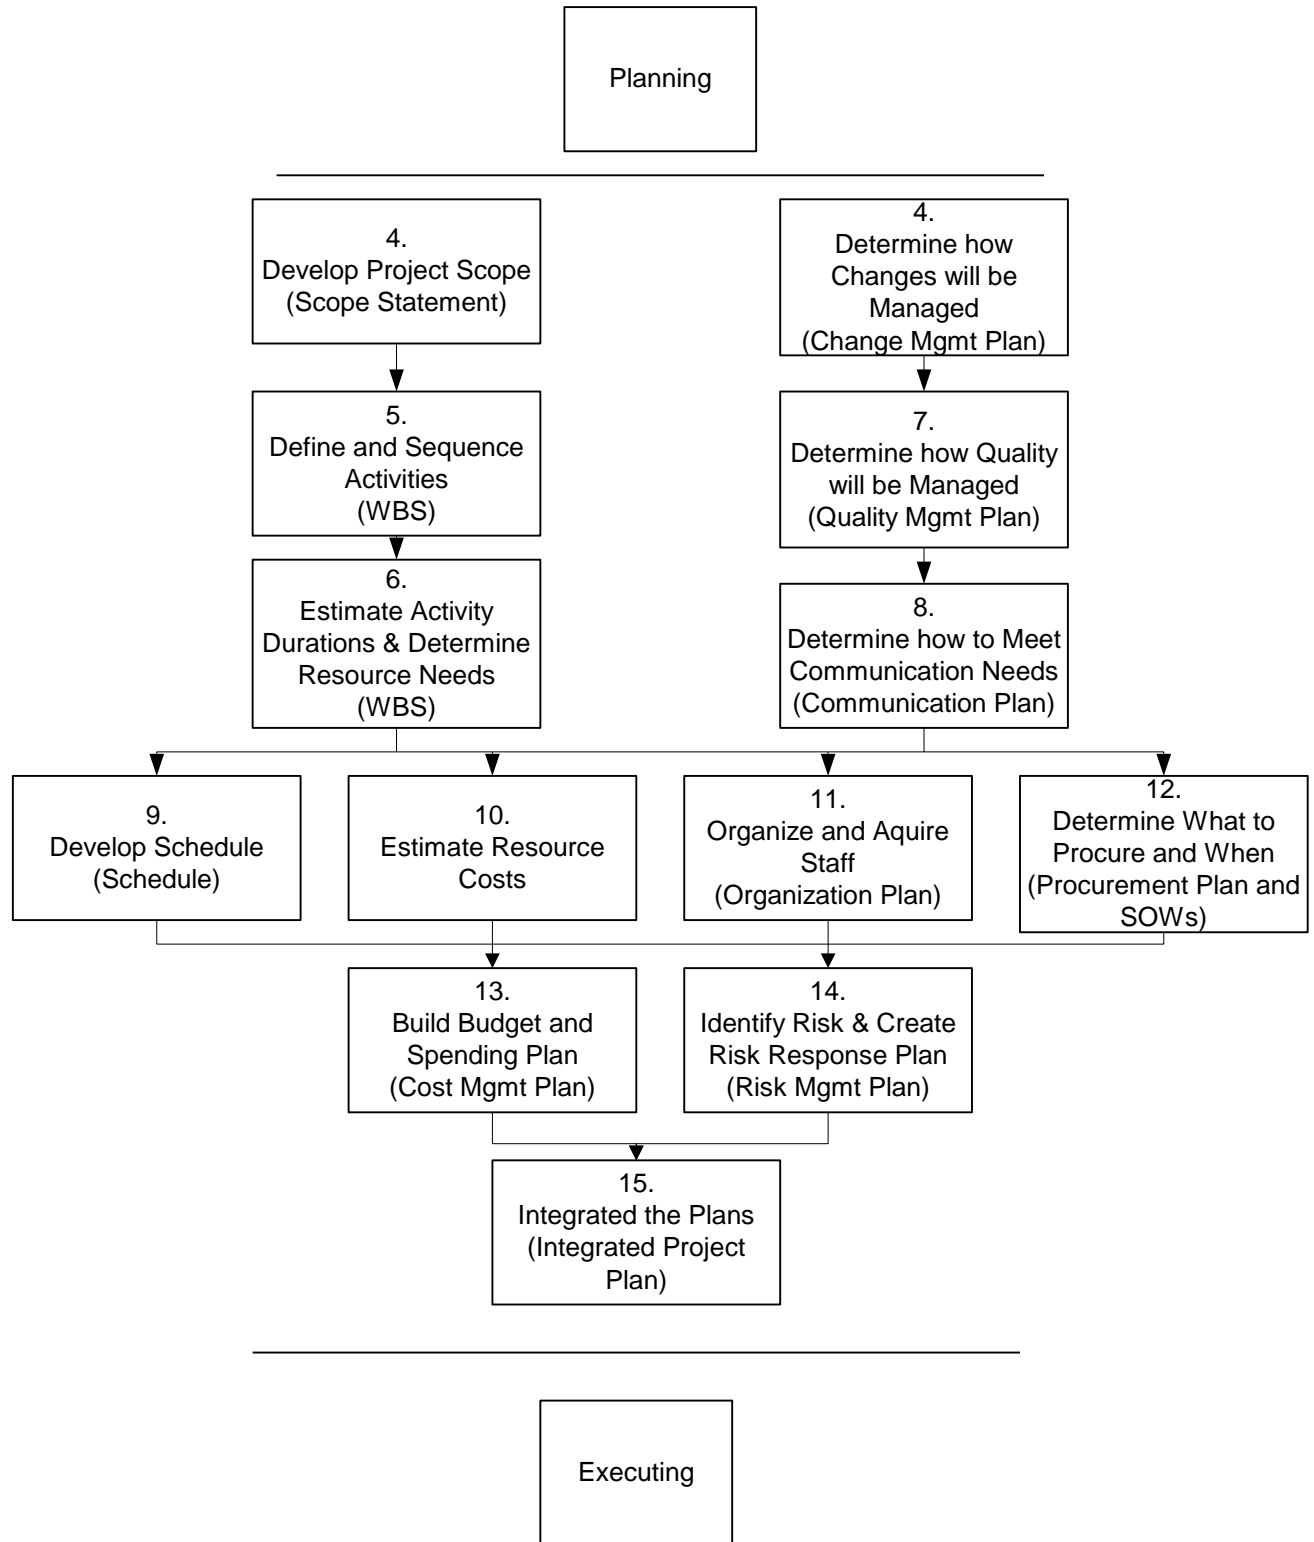 Planning
4.
Develop Project Scope
(Scope Statement)
4.
Determine how
Changes will be
Managed
(Change Mgmt Plan)
5.
Define and Sequence
Activities
(WBS)
7.
Determine how Quality
will be Managed
(Quality Mgmt Plan)
6.
Estimate Activity
Durations & Determine
Resource Needs
(WBS)
8.
Determine how to Meet
Communication Needs
(Communication Plan)
9.
Develop Schedule
(Schedule)
10.
Estimate Resource
Costs
11.
Organize and Aquire
Staff
(Organization Plan)
12.
Determine What to
Procure and When
(Procurement Plan and
SOWs)
13.
Build Budget and
Spending Plan
(Cost Mgmt Plan)
14.
Identify Risk & Create
Risk Response Plan
(Risk Mgmt Plan)
15.
Integrated the Plans
(Integrated Project
Plan)
Executing